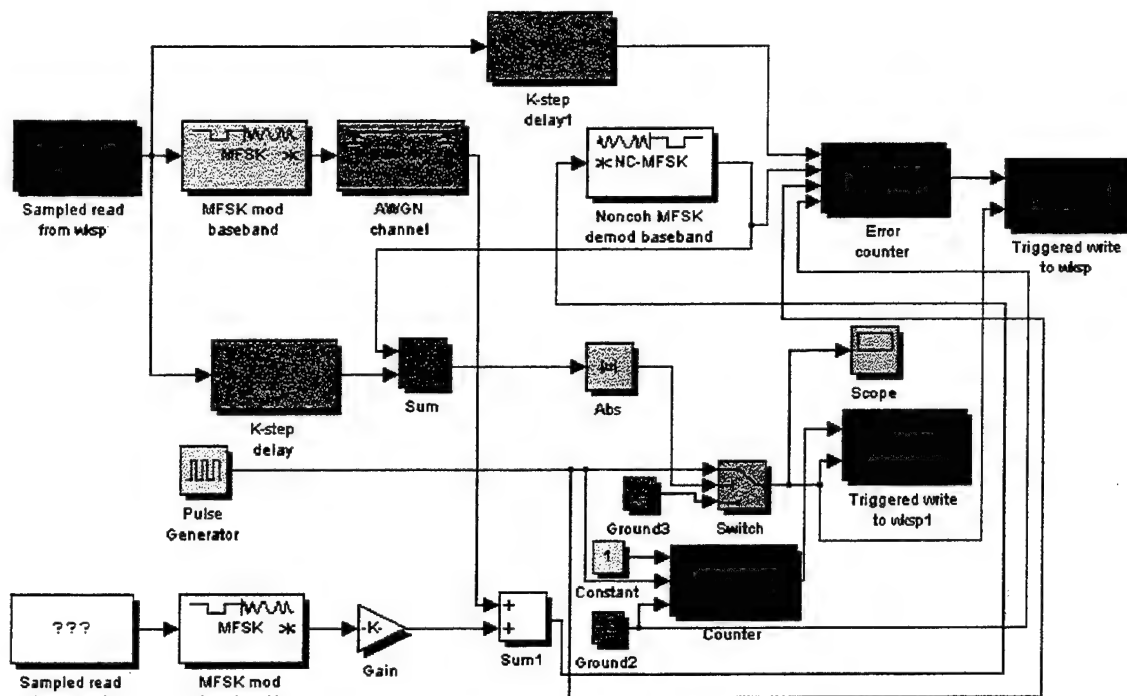 K-step
delay1
MFSK
NC-MFSK
Sampled read
from wksp
MFSK mod
baseband
AWGN
channel
Noncoh MFSK
demod baseband
Error
counter
Triggered write
to wksp
K-step
delay
Sum
|u|
Abs
Scope
Pulse
Generator
Ground3
Switch
Triggered write
to wksp1
1
Constant
Counter
Ground2
???
MFSK
-K-
+
+
Sampled read
MFSK mod
Gain
Sum1